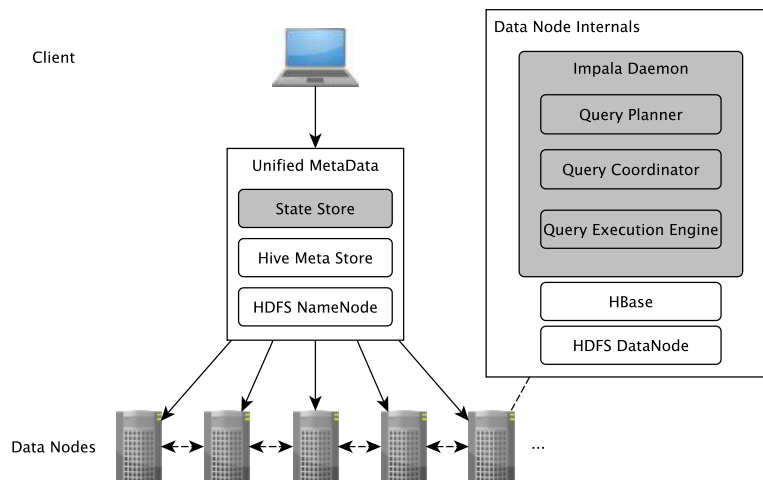 Data Node Internals
Client
Impala Daemon
Query Planner
Unified MetaData
Query Coordinator
State Store
Query Execution Engine
Hive Meta Store
HDFS NameNode
HBase
HDFS DataNode
Data Nodes
...